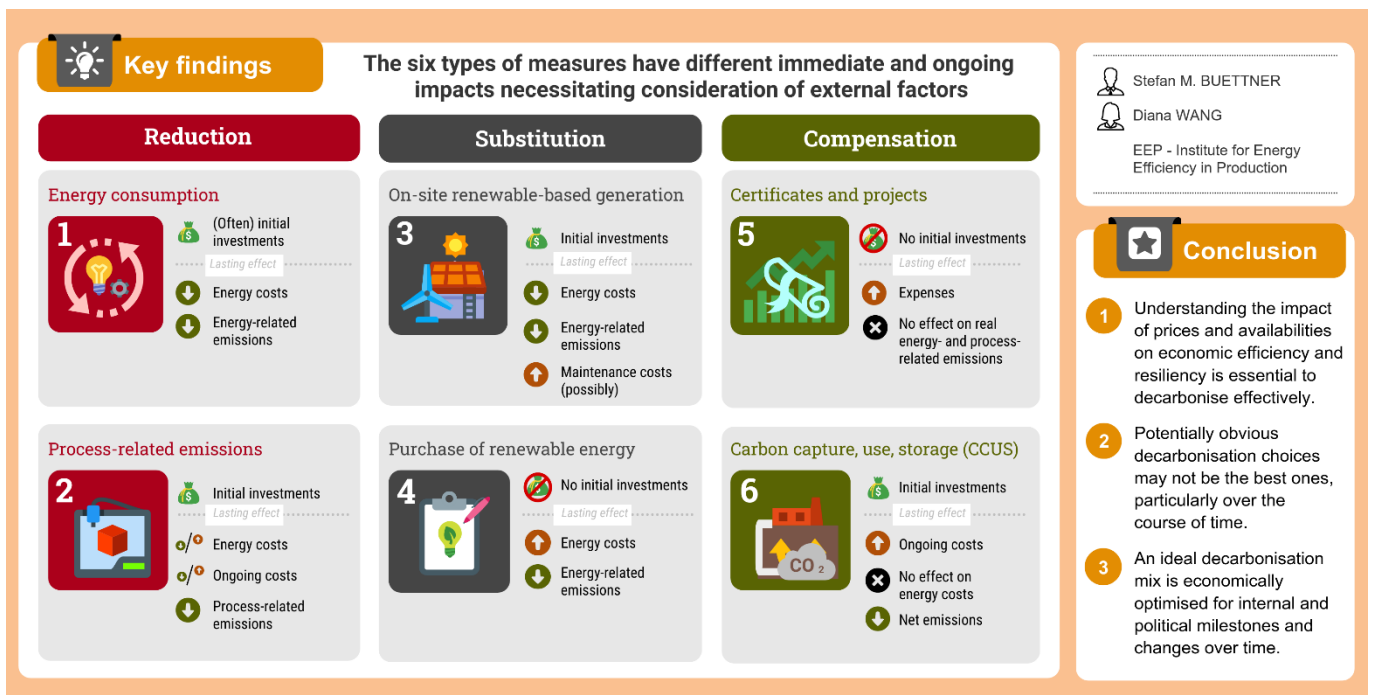 Key findings
The six types of measures have different immediate and ongoing
impacts necessitating consideration of external factors
Reduction
Energy consumption
1
(Often) initial
investments
Lasting effect
Energy costs
Energy-related
emissions
Process-related emissions
2
Initial investments
Lasting effect
Energy costs
Ongoing costs
Process-related
emissions
Substitution
On-site renewable-based generation
3
Initial investments
Lasting effect
Energy costs
Energy-related
emissions
Maintenance costs
(possibly)
Purchase of renewable energy
4
No initial investments
Lasting effect
Energy costs
Energy-related
emissions
Compensation
Certificates and projects
5
No initial investments
Lasting effect
Expenses
No effect on real
energy- and process-
related emissions
Carbon capture, use, storage (CCUS)
6
CO2
Initial investments
Lasting effect
Ongoing costs
No effect on
energy costs
Net emissions
Stefan M. BUETTNER
Diana WANG
EEP - Institute for Energy
Efficiency in Production
Conclusion
1
Understanding the impact
of prices and availabilities
on economic efficiency and
resiliency is essential to
decarbonise effectively.
2
Potentially obvious
decarbonisation choices
may not be the best ones,
particularly over the
course of time.
3
An ideal decarbonisation
mix is economically
optimised for internal and
political milestones and
changes over time.